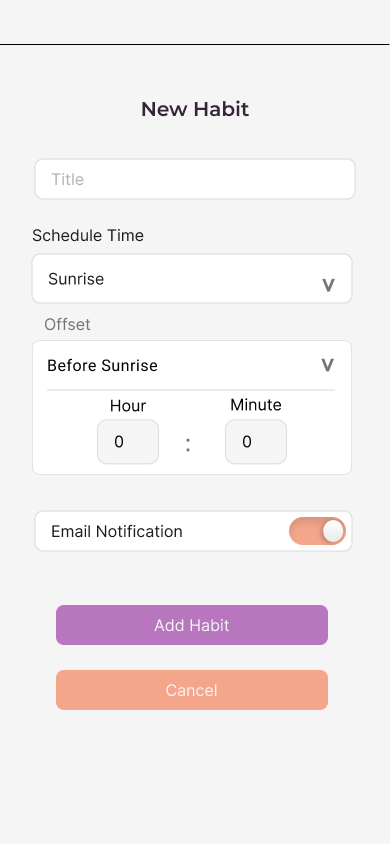 New Habit
Title
Schedule Time
Sunrise
V
Offset
Before Sunrise
V
Hour
Minute
0
:
0
Email Notification
Add Habit
Cancel